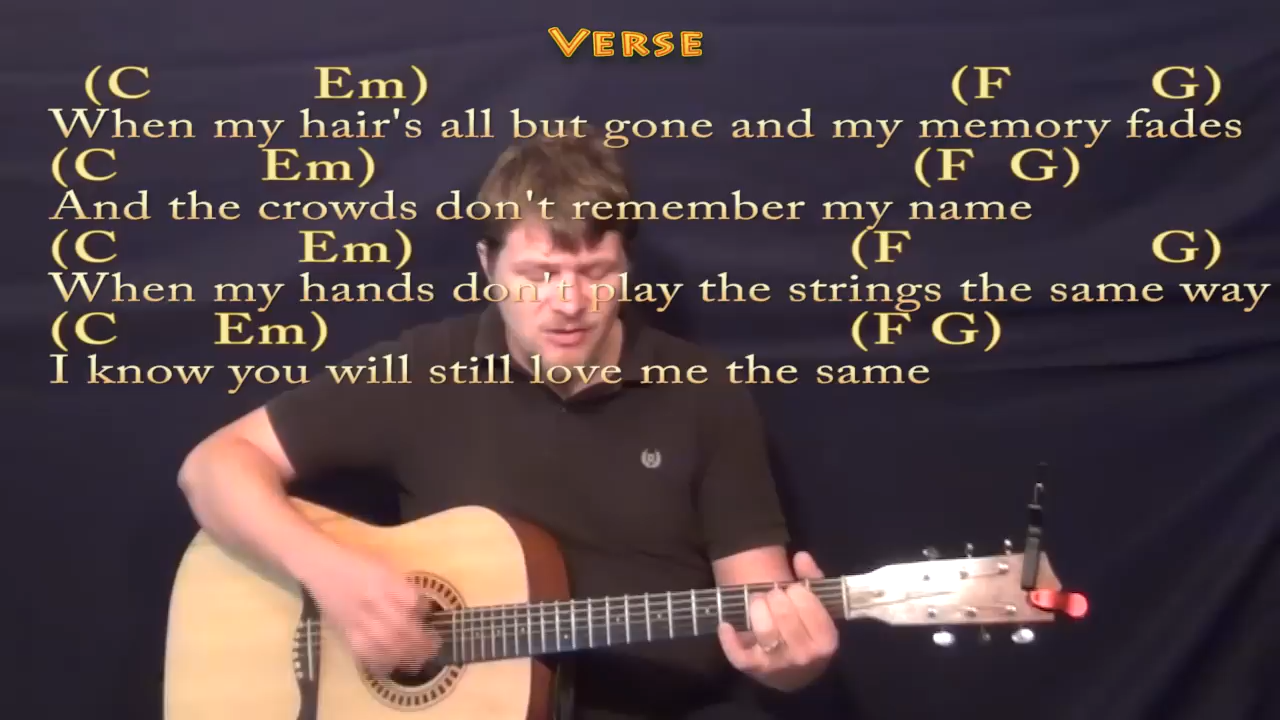 VERSE
(C Em) (F G)
When my hair's all but gone and my memory fades
(C Em) (F G)
And the crowds don't remember my name
(C Em) (F G)
When my hands don't play the strings the same way
(C Em) (F G)
I know you will still love me the same